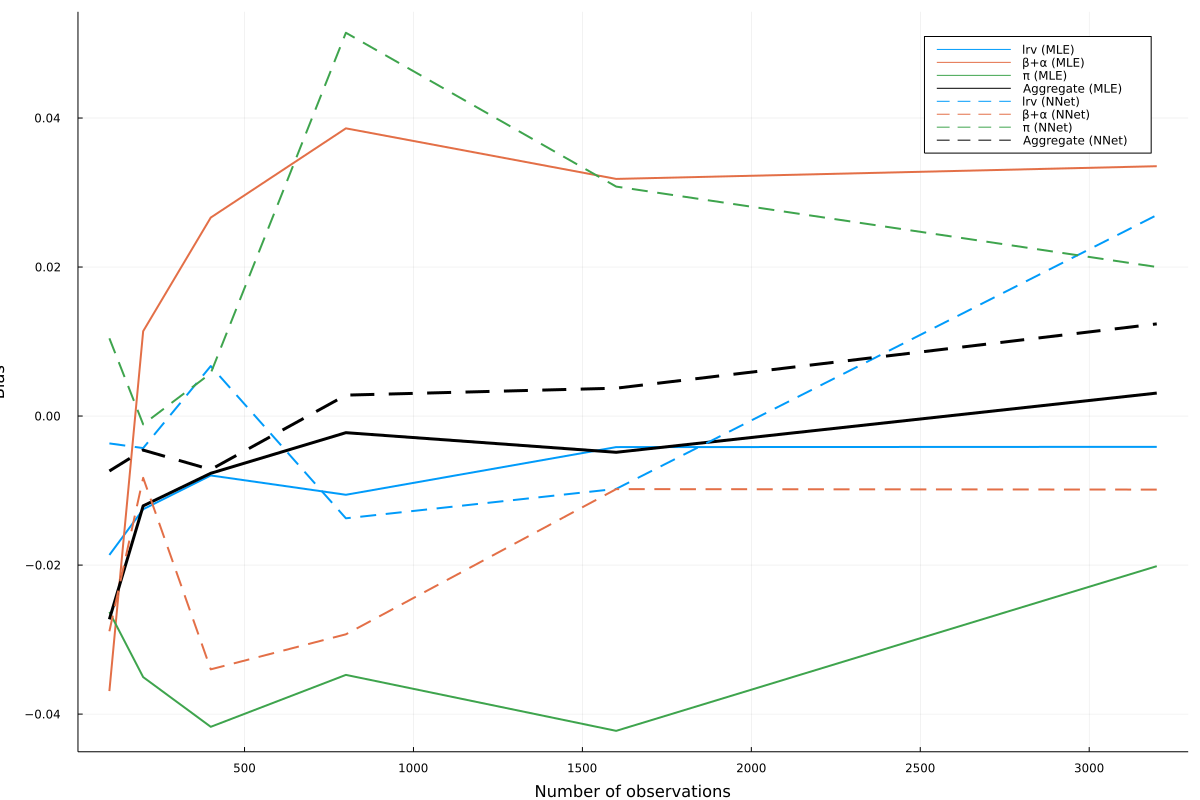 lrv (MLE)
β+α (MLE)
π (MLE)
Aggregate (MLE)
lrv (NNet)
β+α (NNet)
π (NNet)
Aggregate (NNet)
0.04
0.02
0.00
−0.02
−0.04
500
1000
1500
2000
2500
3000
Number of observations